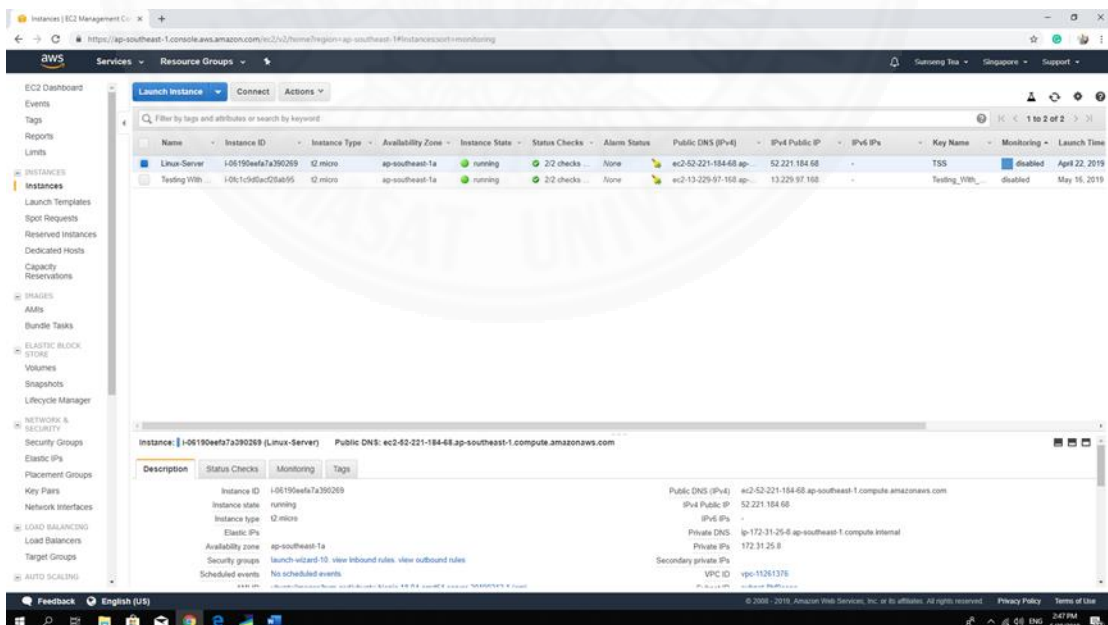 Instances | EC2 Management Co
https://ap-southeast-1.console.aws.amazon.com/ec2/v2/home?region=ap-southeast-1#Instances:sort=monitoring
aws Services Resource Groups Sunseng Tea Singapore Support
EC2 Dashboard
Events
Tags
Reports
Limits
INSTANCES
Instances
Launch Templates
Spot Requests
Reserved Instances
Dedicated Hosts
Capacity
Reservations
IMAGES
AMIs
Bundle Tasks
ELASTIC BLOCK
STORE
Volumes
Snapshots
Lifecycle Manager
NETWORK &
SECURITY
Security Groups
Elastic IPs
Placement Groups
Key Pairs
Network Interfaces
LOAD BALANCING
Load Balancers
Target Groups
AUTO SCALING
Launch Instance Connect Actions
Filter by tags and attributes or search by keyword 1 to 2 of 2
Name Instance ID Instance Type Availability Zone Instance State Status Checks Alarm Status Public DNS (IPv4) IPv4 Public IP IPv6 IPs Key Name Monitoring Launch Time
Linux-Server i-06190eefa7a390269 t2.micro ap-southeast-1a running 2/2 checks ... None ec2-52-221-184-68.ap-... 52.221.184.68 - TSS disabled April 22, 2019
Testing With ... t2.micro ap-southeast-1a running 2/2 checks ... None ec2-13-229-97-168.ap-... 13.229.97.168 - Testing_With_... disabled May 16, 2019
Instance: i-06190eefa7a390269 (Linux-Server) Public DNS: ec2-52-221-184-68.ap-southeast-1.compute.amazonaws.com
Description Status Checks Monitoring Tags
Instance ID i-06190eefa7a390269 Public DNS (IPv4) ec2-52-221-184-68.ap-southeast-1.compute.amazonaws.com
Instance state running IPv4 Public IP 52.221.184.68
Instance type t2.micro IPv6 IPs -
Elastic IPs Private DNS ip-172-31-25-8.ap-southeast-1.compute.internal
Availability zone ap-southeast-1a Private IPs 172.31.25.8
Security groups launch-wizard-10. view inbound rules. view outbound rules Secondary private IPs
Scheduled events No scheduled events VPC ID vpc-11261376
Feedback English (US) © 2008 - 2019, Amazon Web Services, Inc. or its affiliates. All rights reserved. Privacy Policy Terms of Use
ENG 2:47 PM